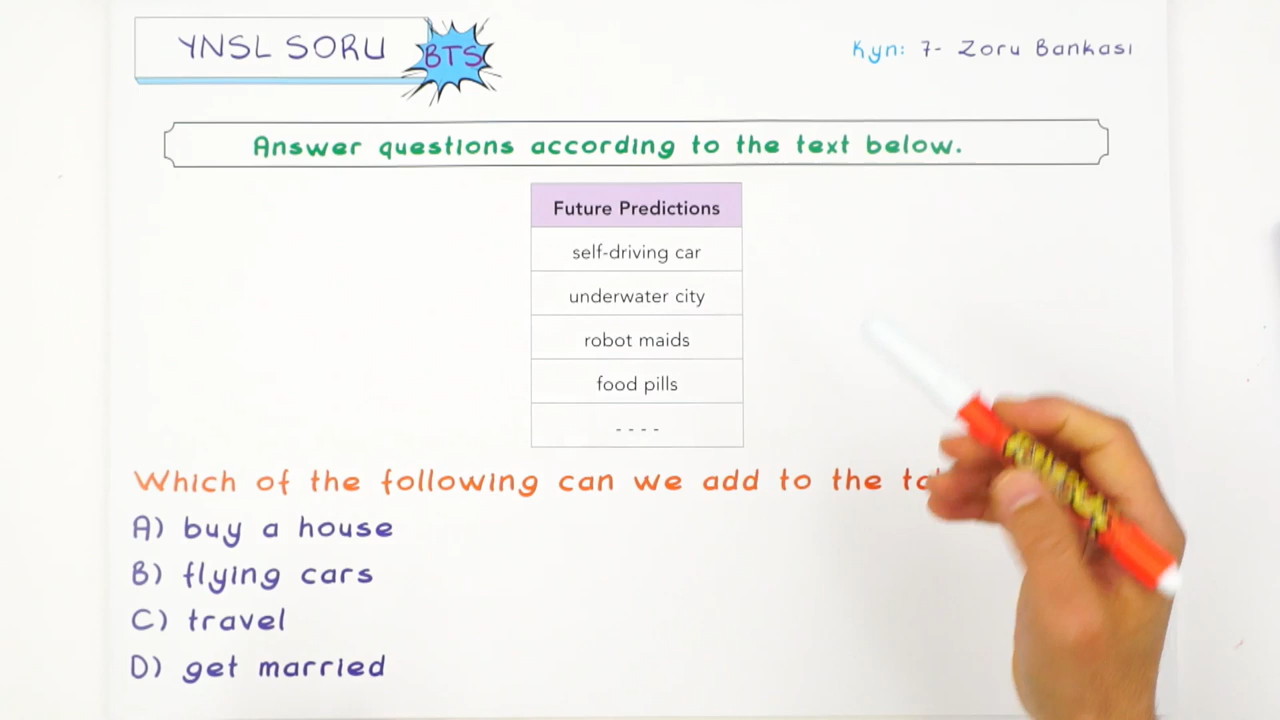 YNSL SORU
BTS
Kyn: 7- Zoru Bankası
Answer questions according to the text below.
Future Predictions
self-driving car
underwater city
robot maids
food pills
----
Which of the following can we add to the
A) buy a house
B) flying cars
C) travel
D) get married